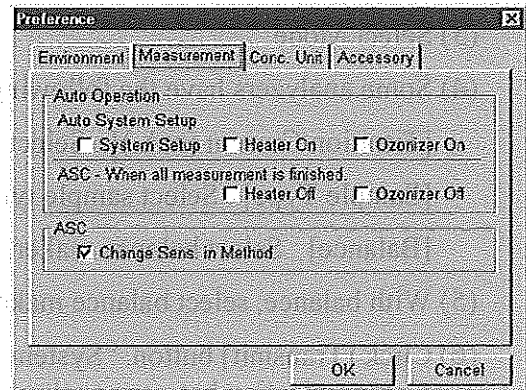 Preference
Environment Measurement Conc. Unit Accessory
Auto Operation
Auto System Setup
System Setup Heater On Ozonizer On
ASC - When all measurement is finished.
Heater Off Ozonizer Off
ASC
Change Sens. in Method
OK Cancel